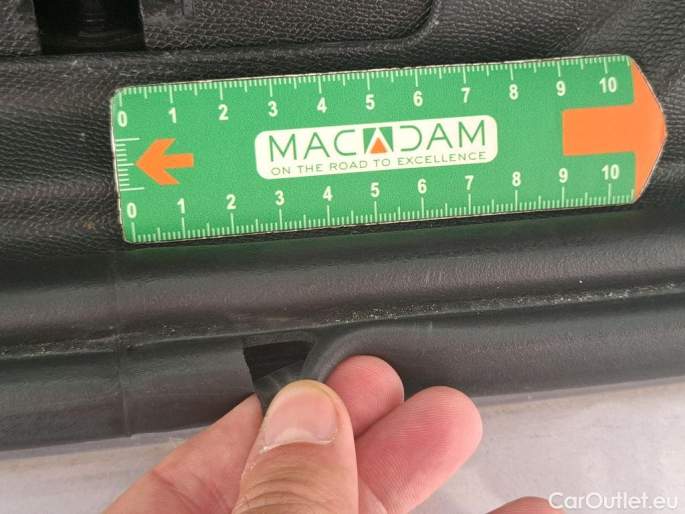 0 1 2 3 4 5 6 7 8 9 10
MACADAM
ON THE ROAD TO EXCELLENCE
0 1 2 3 4 5 6 7 8 9 10
CarOutlet.eu